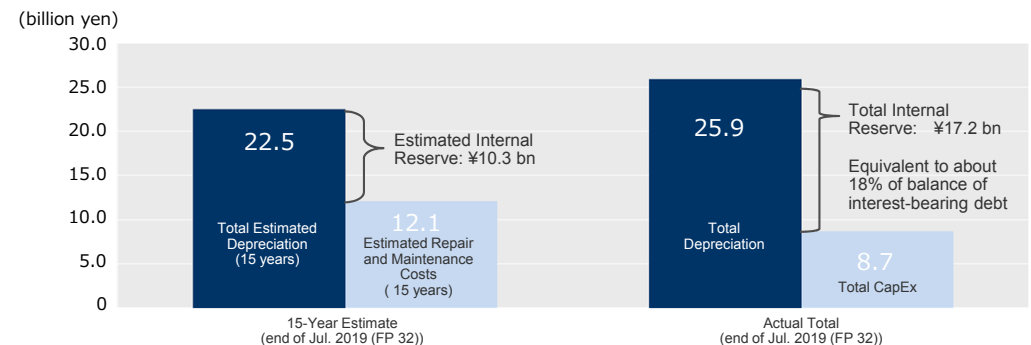 (billion yen)
30.0
25.0
20.0
15.0
10.0
5.0
0
22.5
Total Estimated
Depreciation
(15 years)
Estimated Internal
Reserve: ¥10.3 bn
12.1
Estimated Repair
and Maintenance
Costs
( 15 years)
15-Year Estimate
(end of Jul. 2019 (FP 32))
25.9
Total
Depreciation
Total Internal
Reserve: ¥17.2 bn
Equivalent to about
18% of balance of
interest-bearing debt
8.7
Total CapEx
Actual Total
(end of Jul. 2019 (FP 32))